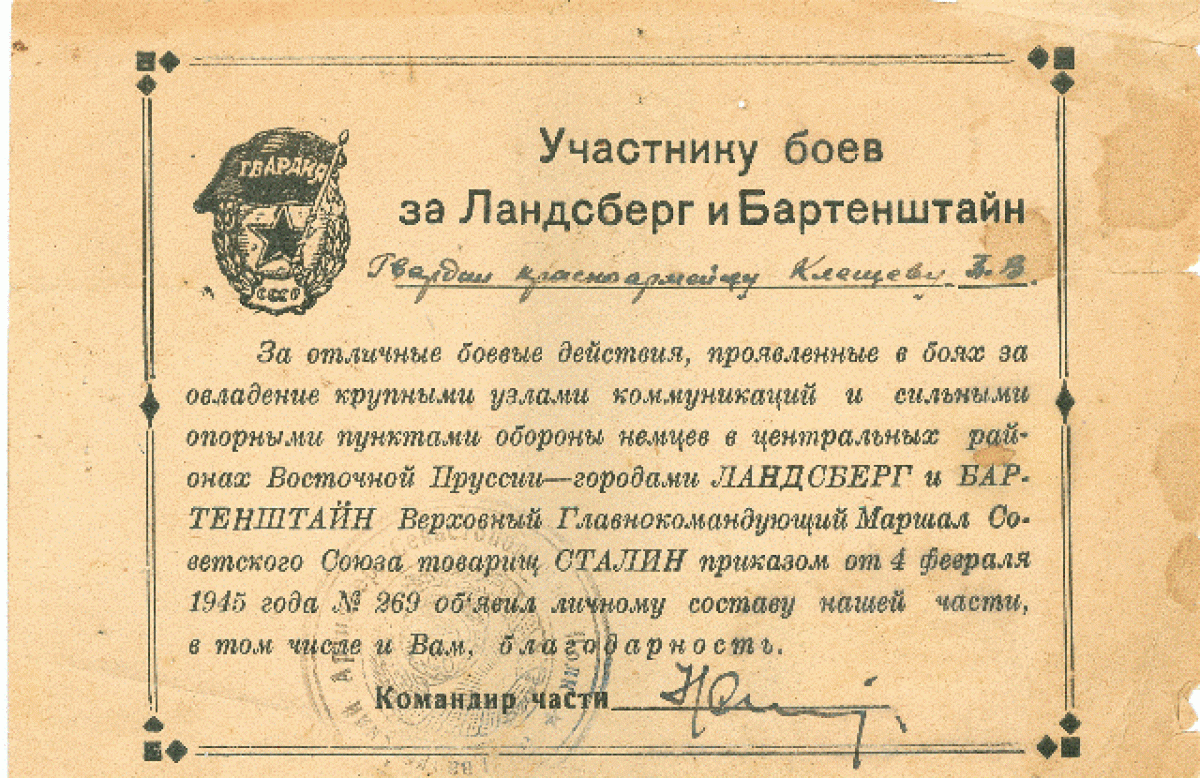 ГВАРДИЯ
СССР
Участнику боев
за Ландсберг и Бартенштайн
Гвардии красноармейцу Клещеву Б. В.
За отличные боевые действия, проявленные в боях за
овладение крупными узлами коммуникаций и сильными
опорными пунктами обороны немцев в центральных рай-
онах Восточной Пруссии—городами ЛАНДСБЕРГ и БАР-
ТЕНШТАЙН Верховный Главнокомандующий Маршал Со-
ветского Союза товарищ СТАЛИН приказом от 4 февраля
1945 года № 269 об'явил личному составу нашей части,
в том числе и Вам, благодарность.
Командир части